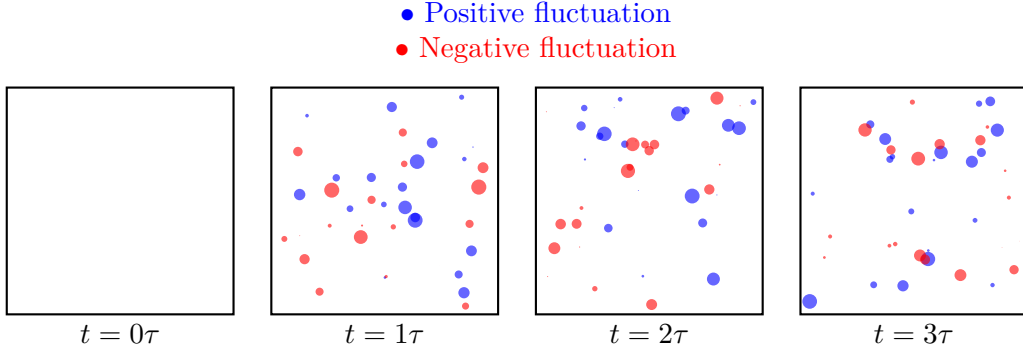 Positive fluctuation
Negative fluctuation
t = 0τ
t = 1τ
t = 2τ
t = 3τ